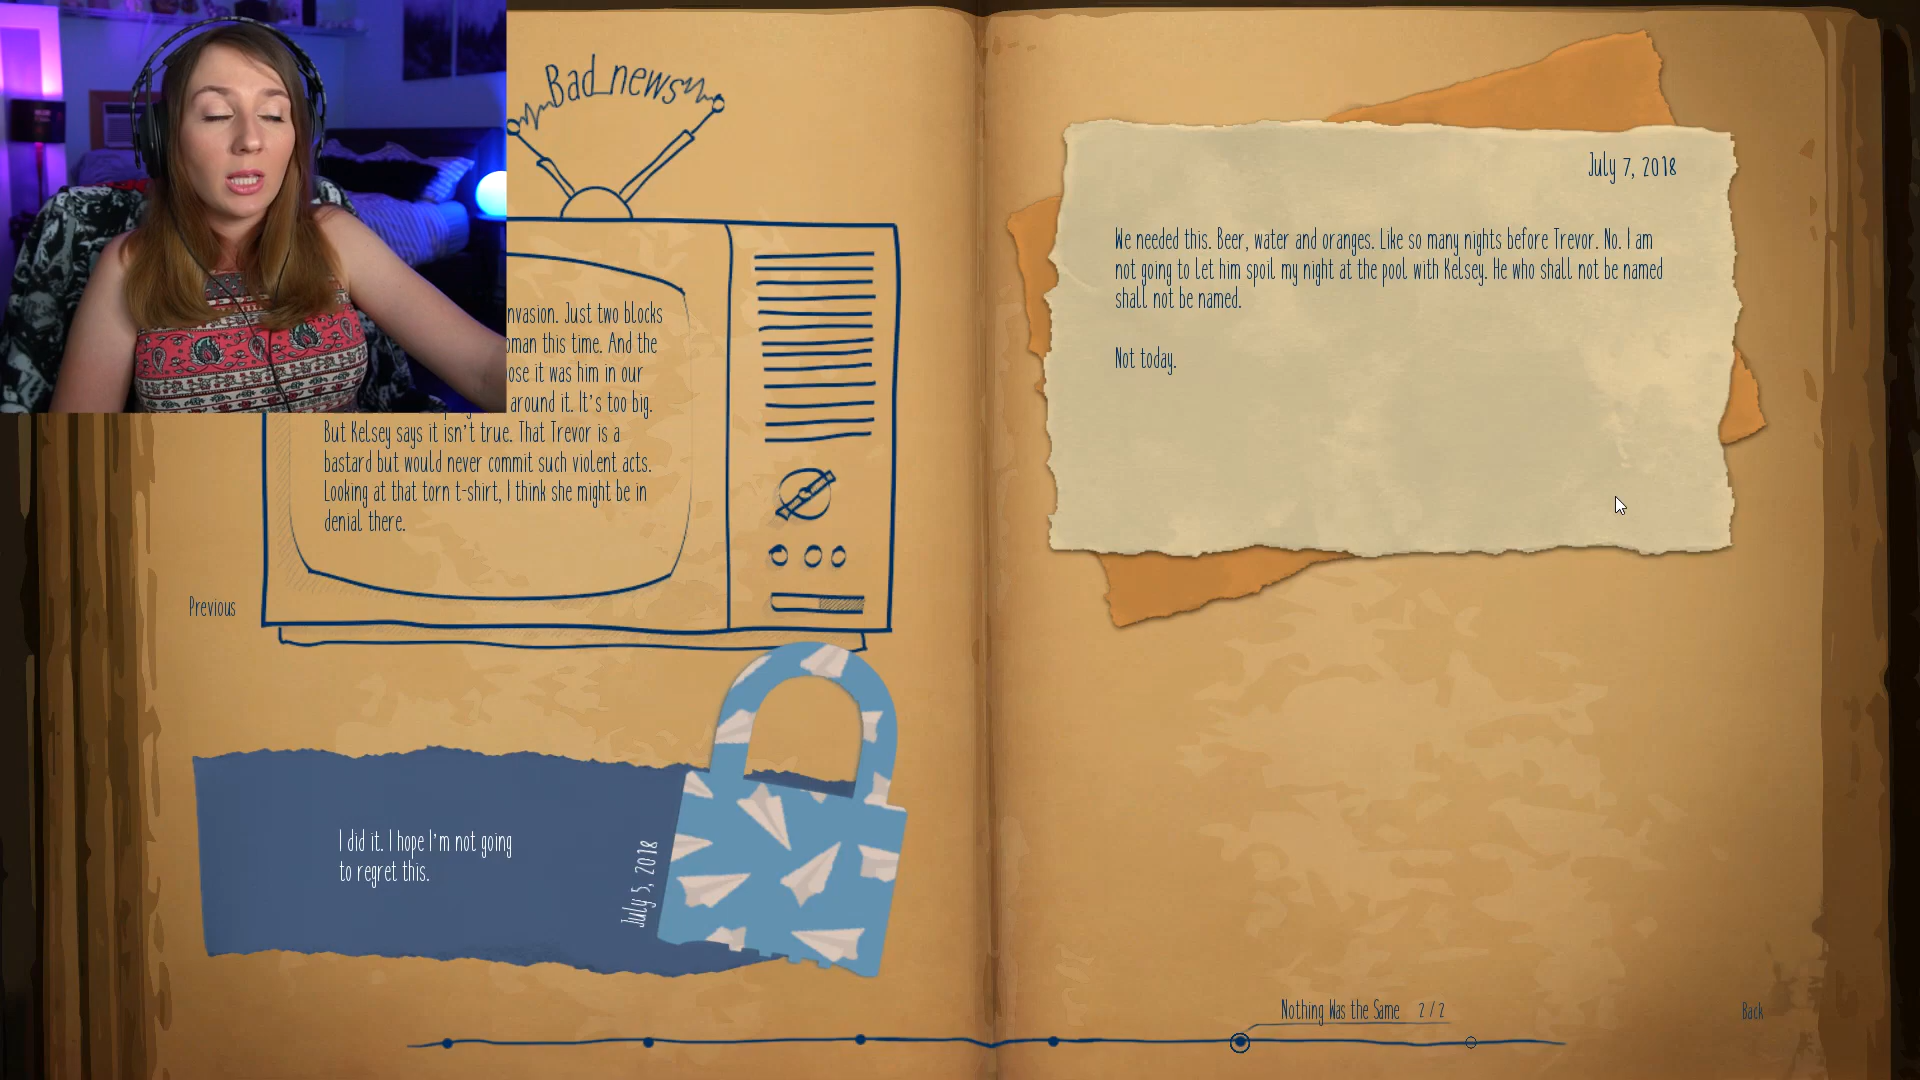 Bad news
nvasion. Just two blocks
oman this time. And the
ose it was him in our
around it. It's too big.
But Kelsey says it isn't true. That Trevor is a
bastard but would never commit such violent acts.
Looking at that torn t-shirt, I think she might be in
denial there.
Previous
I did it. I hope I'm not going
to regret this.
July 5, 2018
July 7, 2018
We needed this. Beer, water and oranges. Like so many nights before Trevor. No. I am
not going to let him spoil my night at the pool with Kelsey. He who shall not be named
shall not be named.
Not today.
Nothing Was the Same 2 / 2
Back